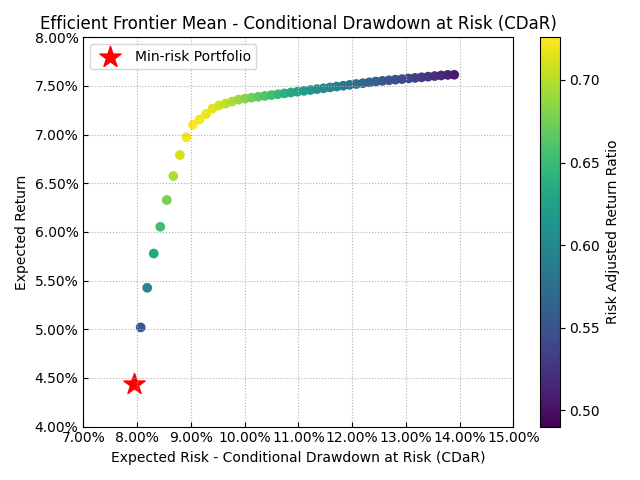 Efficient Frontier Mean - Conditional Drawdown at Risk (CDaR)
Min-risk Portfolio
8.00%
7.50%
7.00%
6.50%
6.00%
5.50%
5.00%
4.50%
4.00%
Expected Return
7.00% 8.00% 9.00% 10.00% 11.00% 12.00% 13.00% 14.00% 15.00%
Expected Risk - Conditional Drawdown at Risk (CDaR)
0.70
0.65
0.60
0.55
0.50
Risk Adjusted Return Ratio